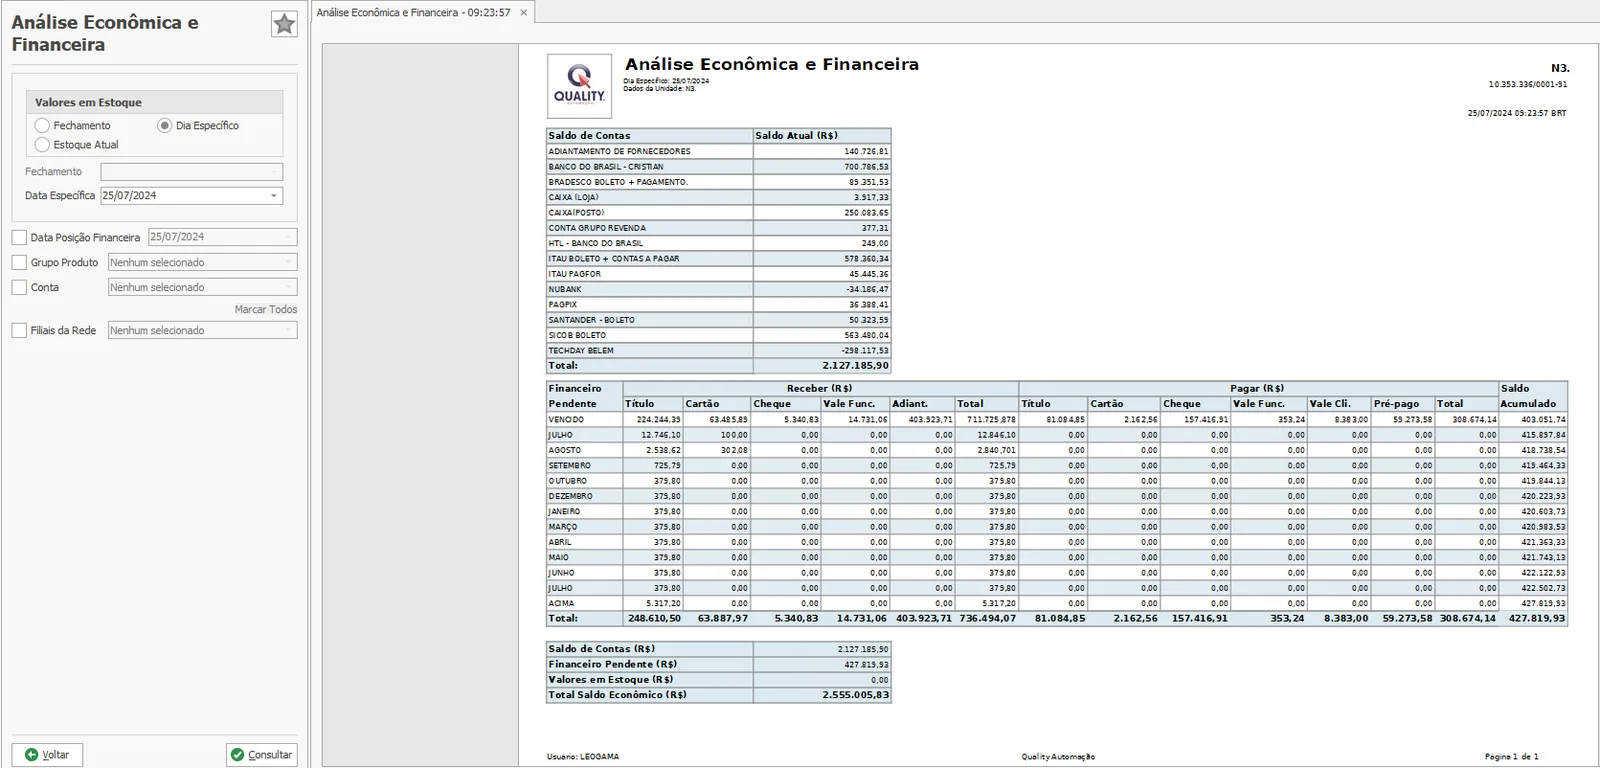 Análise Econômica e
Financeira
Valores em Estoque
Fechamento
Dia Específico
Estoque Atual
Fechamento
Data Específica 25/07/2024
Data Posição Financeira 25/07/2024
Grupo Produto Nenhum selecionado
Conta Nenhum selecionado
Marcar Todos
Filiais da Rede Nenhum selecionado
Voltar
Consultar
Análise Econômica e Financeira - 09:23:57 ×
QUALITY
AUTOMAÇÃO
Análise Econômica e Financeira
Dia Específico: 25/07/2024
Dados da Unidade: N3.
N3.
10.353.336/0001-91
25/07/2024 09:23:57 BRT
Saldo de Contas Saldo Atual (R$)
ADIANTAMENTO DE FORNECEDORES 140.726,81
BANCO DO BRASIL - CRISTIAN 700.786,53
BRADESCO BOLETO + PAGAMENTO. 89.351,53
CAIXA (LOJA) 3.917,33
CAIXA(POSTO) 250.083,65
CONTA GRUPO REVENDA 377,31
HTL - BANCO DO BRASIL 249,00
ITAU BOLETO + CONTAS A PAGAR 578.360,34
ITAU PAGFOR 45.445,36
NUBANK -34.186,47
PAGPIX 36.388,41
SANTANDER - BOLETO 50.323,59
SICOB BOLETO 563.480,04
TECHDAY BELEM -298.117,53
Total: 2.127.185,90
Financeiro Receber (R$) Pagar (R$) Saldo
Pendente Título Cartão Cheque Vale Func. Adiant. Total Título Cartão Cheque Vale Func. Vale Cli. Pré-pago Total Acumulado
VENCIDO 224.244,39 63.485,89 5.340,83 14.731,06 403.923,71 711.725,878 81.084,85 2.162,56 157.416,91 353,24 8.383,00 59.273,58 308.674,14 403.051,74
JULHO 12.746,10 100,00 0,00 0,00 0,00 12.846,10 0,00 0,00 0,00 0,00 0,00 0,00 0,00 415.897,84
AGOSTO 2.538,62 302,08 0,00 0,00 0,00 2.840,701 0,00 0,00 0,00 0,00 0,00 0,00 0,00 418.738,54
SETEMBRO 725,79 0,00 0,00 0,00 0,00 725,79 0,00 0,00 0,00 0,00 0,00 0,00 0,00 419.464,33
OUTUBRO 379,80 0,00 0,00 0,00 0,00 379,80 0,00 0,00 0,00 0,00 0,00 0,00 0,00 419.844,13
DEZEMBRO 379,80 0,00 0,00 0,00 0,00 379,80 0,00 0,00 0,00 0,00 0,00 0,00 0,00 420.223,93
JANEIRO 379,80 0,00 0,00 0,00 0,00 379,80 0,00 0,00 0,00 0,00 0,00 0,00 0,00 420.603,73
MARÇO 379,80 0,00 0,00 0,00 0,00 379,80 0,00 0,00 0,00 0,00 0,00 0,00 0,00 420.983,53
ABRIL 379,80 0,00 0,00 0,00 0,00 379,80 0,00 0,00 0,00 0,00 0,00 0,00 0,00 421.363,33
MAIO 379,80 0,00 0,00 0,00 0,00 379,80 0,00 0,00 0,00 0,00 0,00 0,00 0,00 421.743,13
JUNHO 379,80 0,00 0,00 0,00 0,00 379,80 0,00 0,00 0,00 0,00 0,00 0,00 0,00 422.122,93
JULHO 379,80 0,00 0,00 0,00 0,00 379,80 0,00 0,00 0,00 0,00 0,00 0,00 0,00 422.502,73
ACIMA 5.317,20 0,00 0,00 0,00 0,00 5.317,20 0,00 0,00 0,00 0,00 0,00 0,00 0,00 427.819,93
Total: 248.610,50 63.887,97 5.340,83 14.731,06 403.923,71 736.494,07 81.084,85 2.162,56 157.416,91 353,24 8.383,00 59.273,58 308.674,14 427.819,93
Saldo de Contas (R$) 2.127.185,90
Financeiro Pendente (R$) 427.819,93
Valores em Estoque (R$) 0,00
Total Saldo Econômico (R$) 2.555.005,83
Usuário: LEOGAMA
Quality Automação
Página 1 de 1